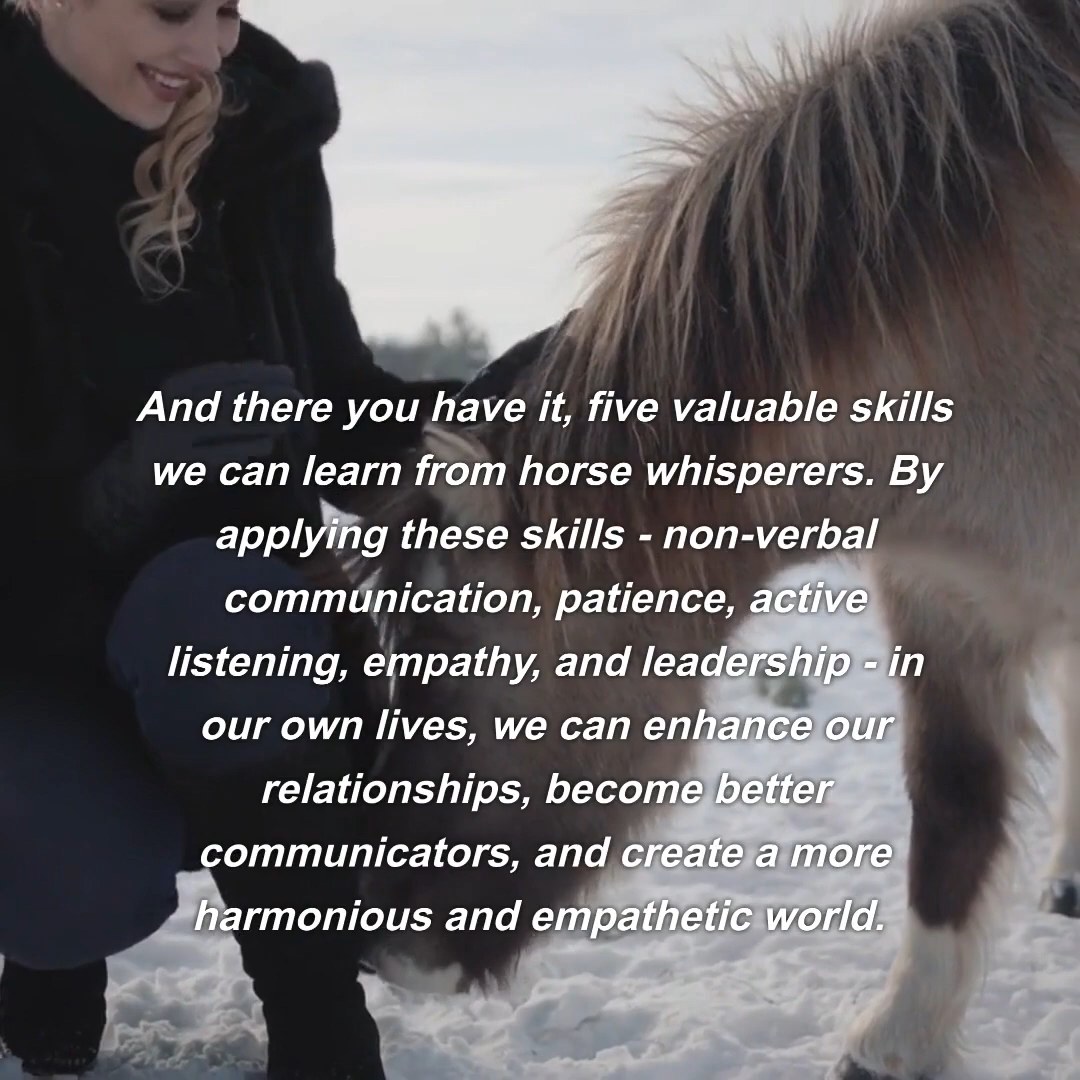 And there you have it, five valuable skills
we can learn from horse whisperers. By
applying these skills - non-verbal
communication, patience, active
listening, empathy, and leadership - in
our own lives, we can enhance our
relationships, become better
communicators, and create a more
harmonious and empathetic world.